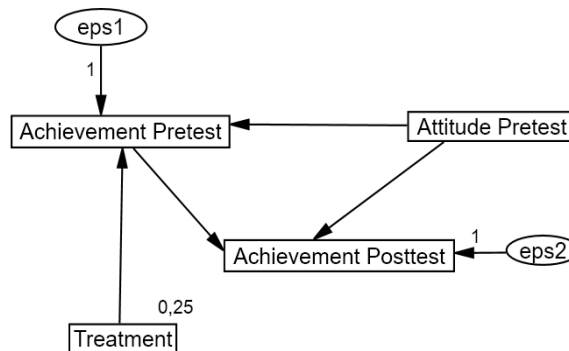 eps1
1
Achievement Pretest
Attitude Pretest
Achievement Posttest
1
eps2
0,25
Treatment